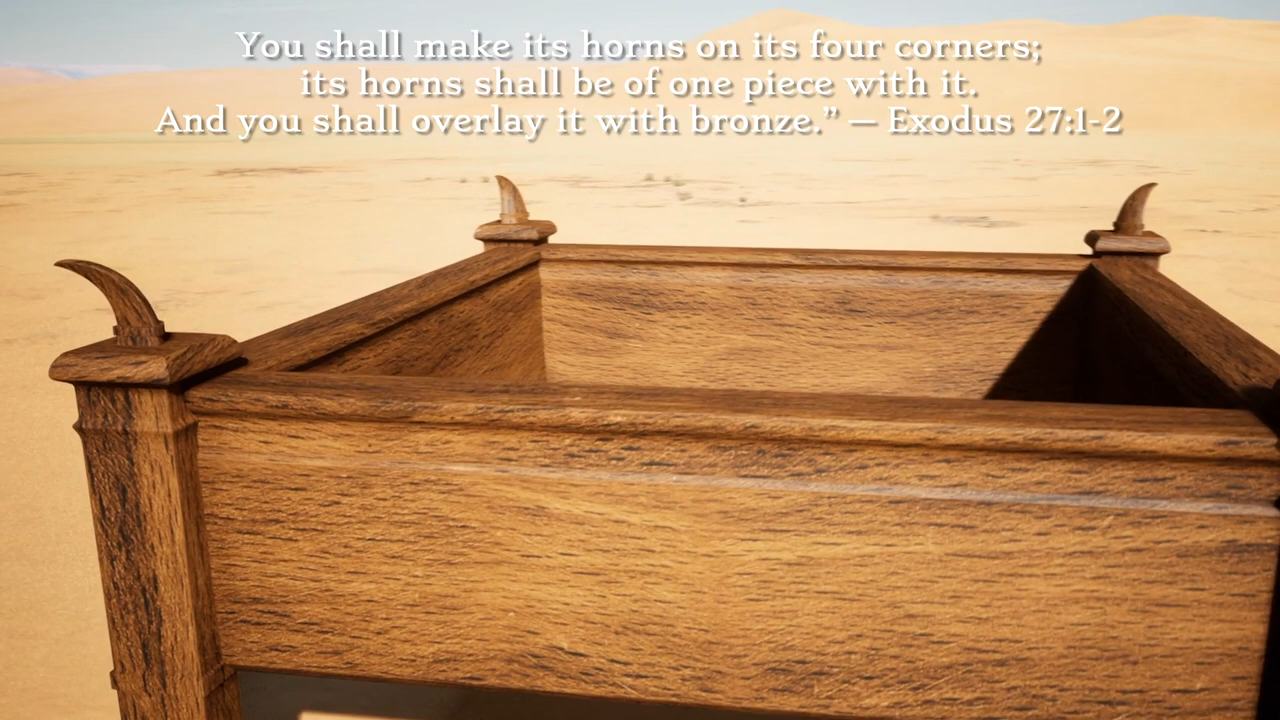 You shall make its horns on its four corners;
its horns shall be of one piece with it.
And you shall overlay it with bronze.” — Exodus 27:1-2